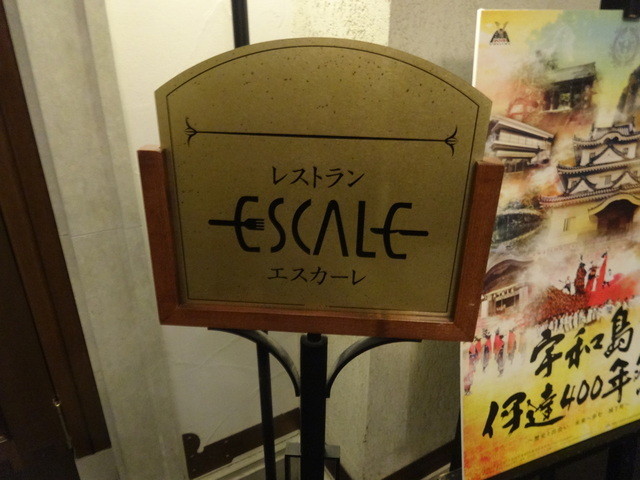 レストラン
ESCALE
エスカーレ
宇和島
伊達400年